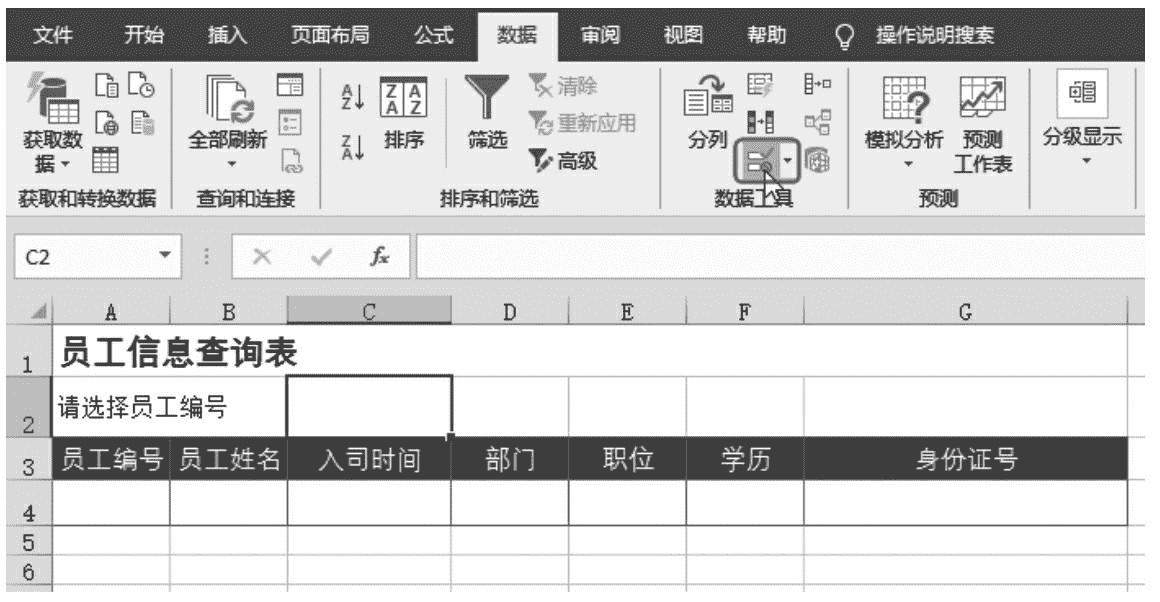 文件 开始 插入 页面布局 公式 数据 审阅 视图 帮助 操作说明搜索
获取数据 全部刷新 排序 筛选 清除 重新应用 高级 分列 模拟分析 预测工作表 分级显示
获取和转换数据 查询和连接 排序和筛选 数据工具 预测
C2 fx
A B C D E F G
1 员工信息查询表
2 请选择员工编号
3 员工编号 员工姓名 入司时间 部门 职位 学历 身份证号
4
5
6